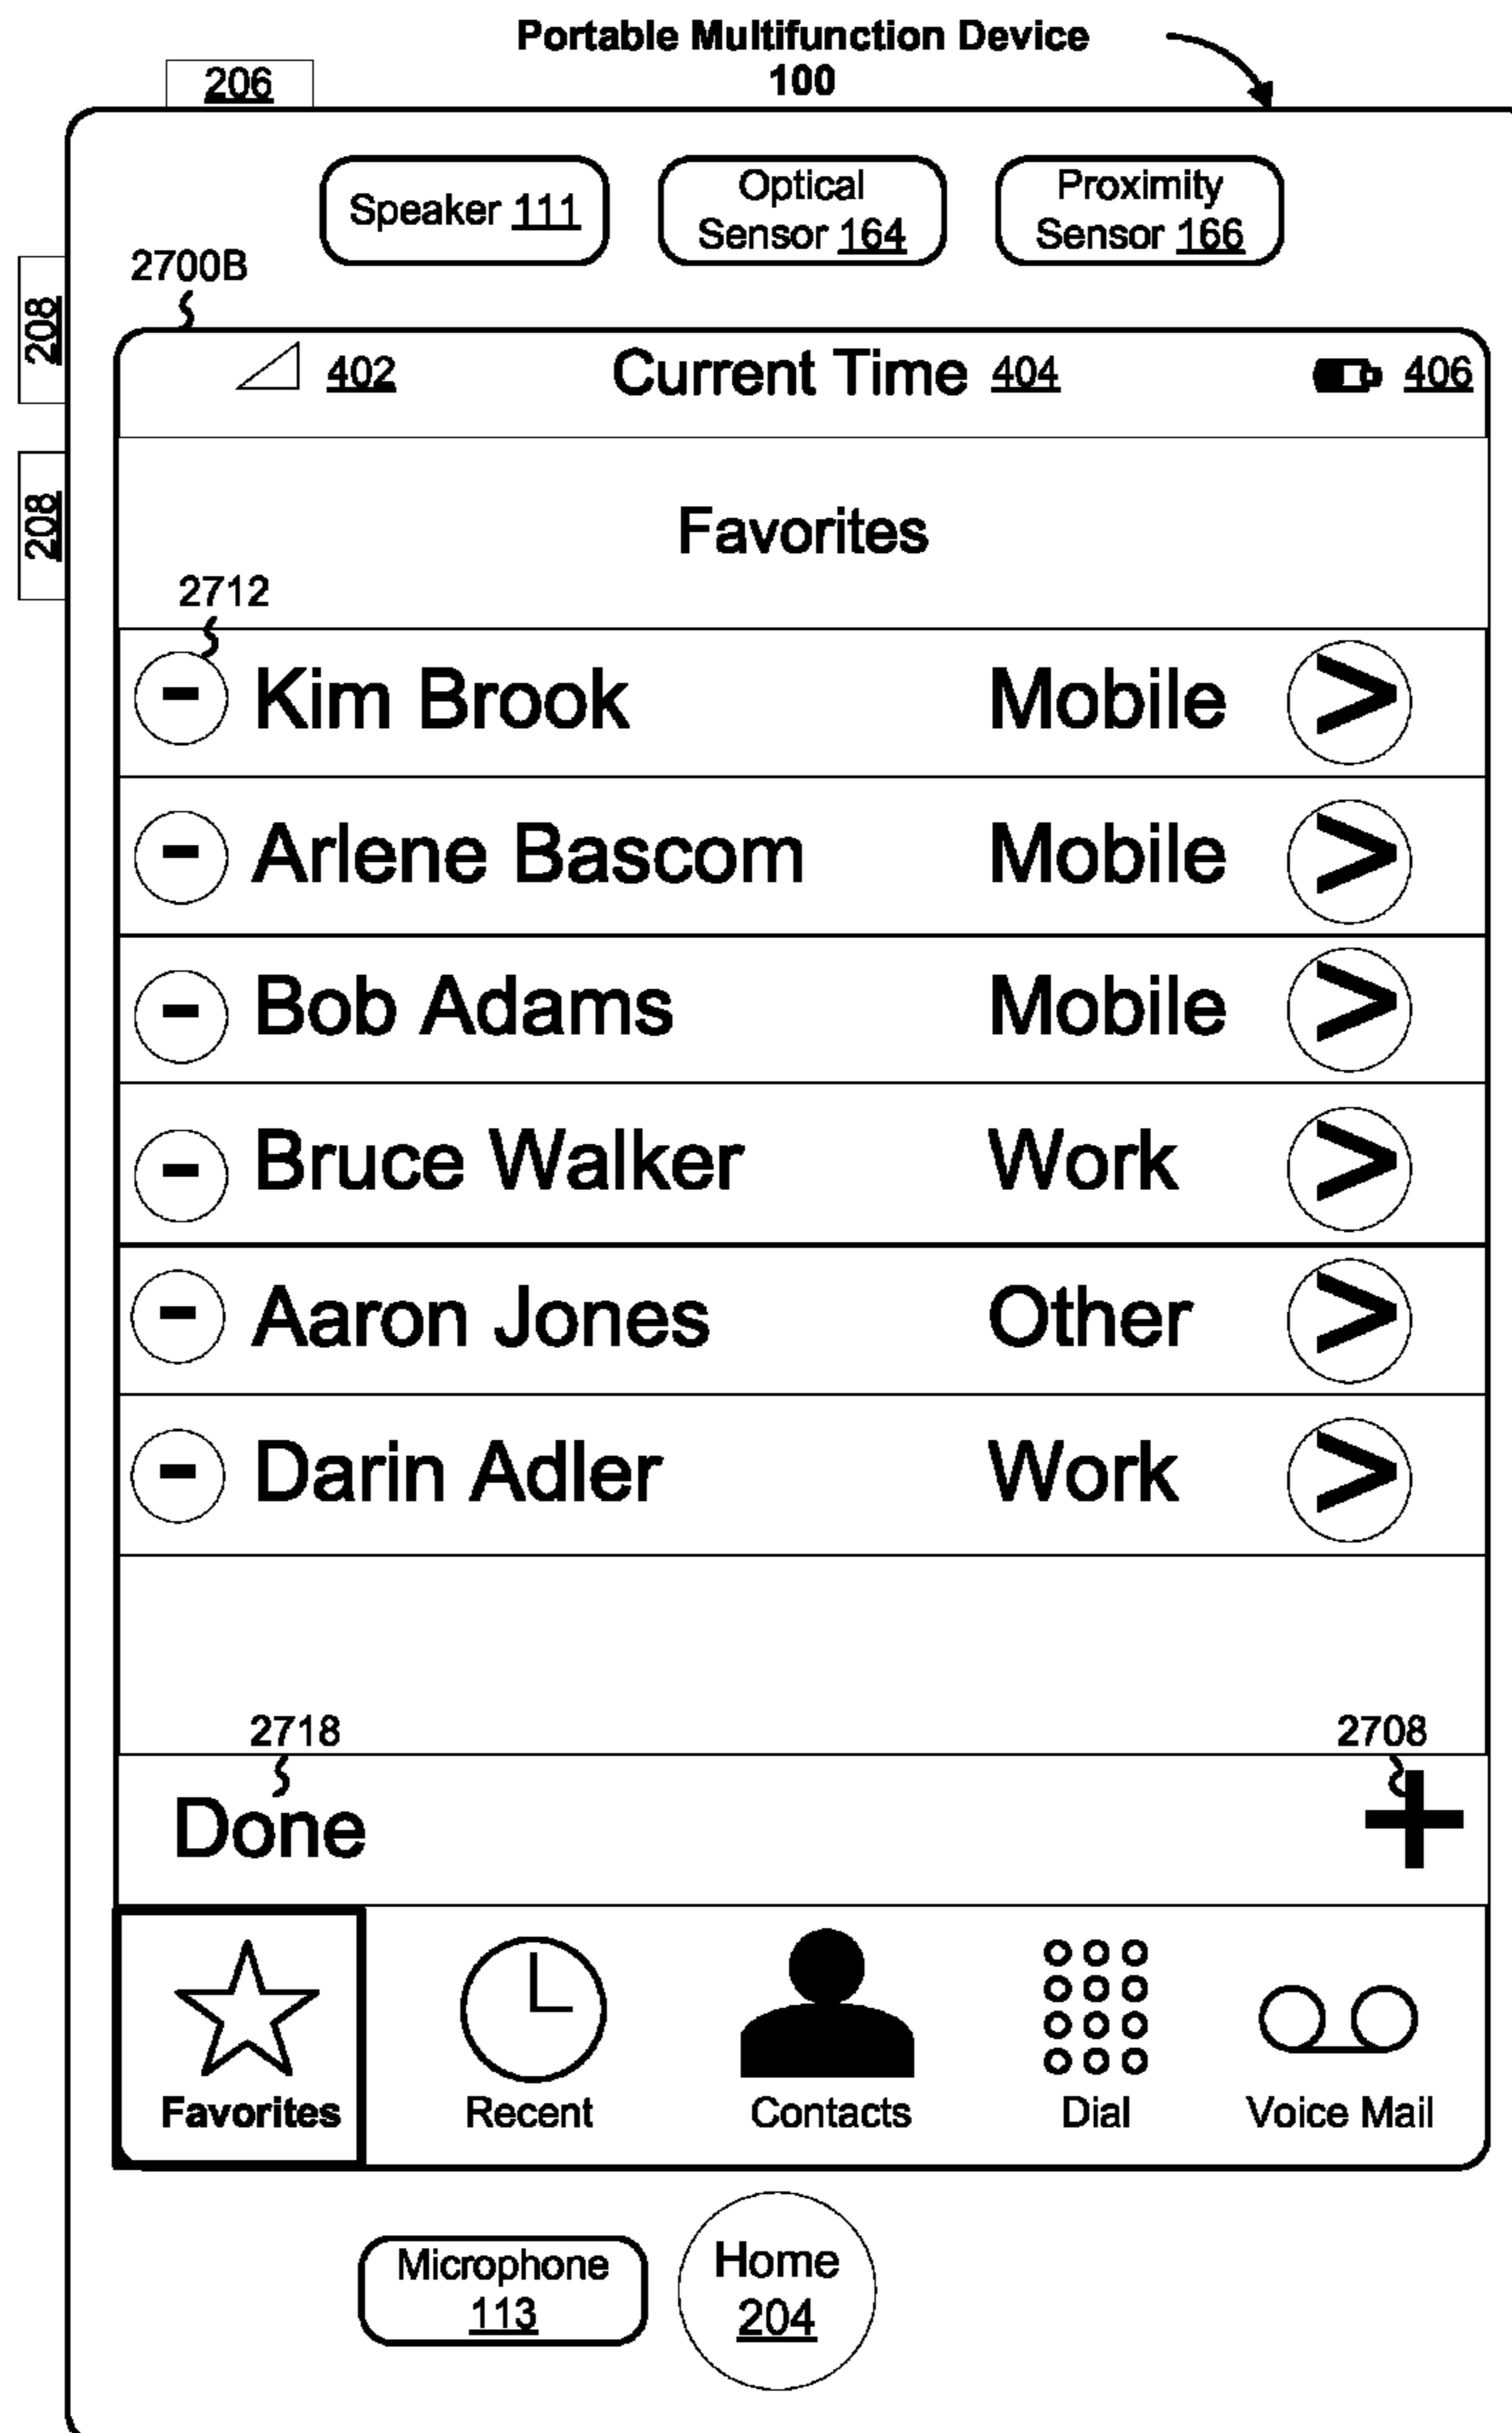 Portable Multifunction Device
100
206
Speaker 111
Optical
Sensor 164
Proximity
Sensor 166
2700B
208
402 Current Time 404 406
208
Favorites
2712
- Kim Brook Mobile >
- Arlene Bascom Mobile >
- Bob Adams Mobile >
- Bruce Walker Work >
- Aaron Jones Other >
- Darin Adler Work >
2718 2708
Done +
Favorites Recent Contacts Dial Voice Mail
Microphone
113
Home
204